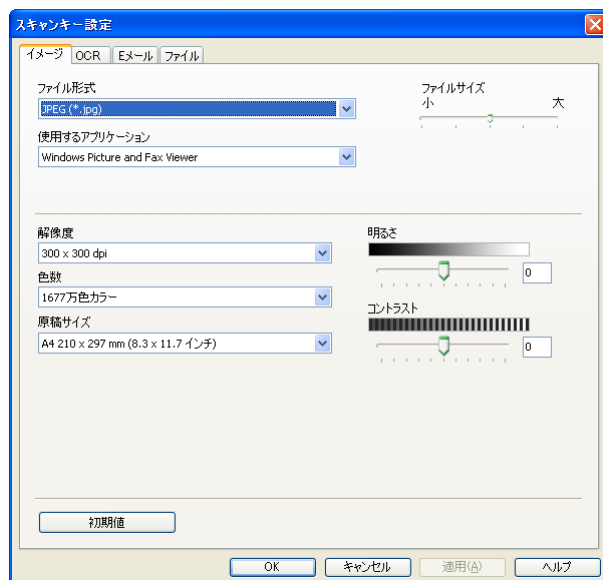 スキャンキー設定
イメージ OCR Eメール ファイル
ファイル形式
JPEG (*.jpg)
ファイルサイズ
小 大
使用するアプリケーション
Windows Picture and Fax Viewer
解像度
300 x 300 dpi
明るさ
0
色数
1677万色カラー
コントラスト
0
原稿サイズ
A4 210 x 297 mm (8.3 x 11.7 インチ)
初期値
OK キャンセル 適用(A) ヘルプ